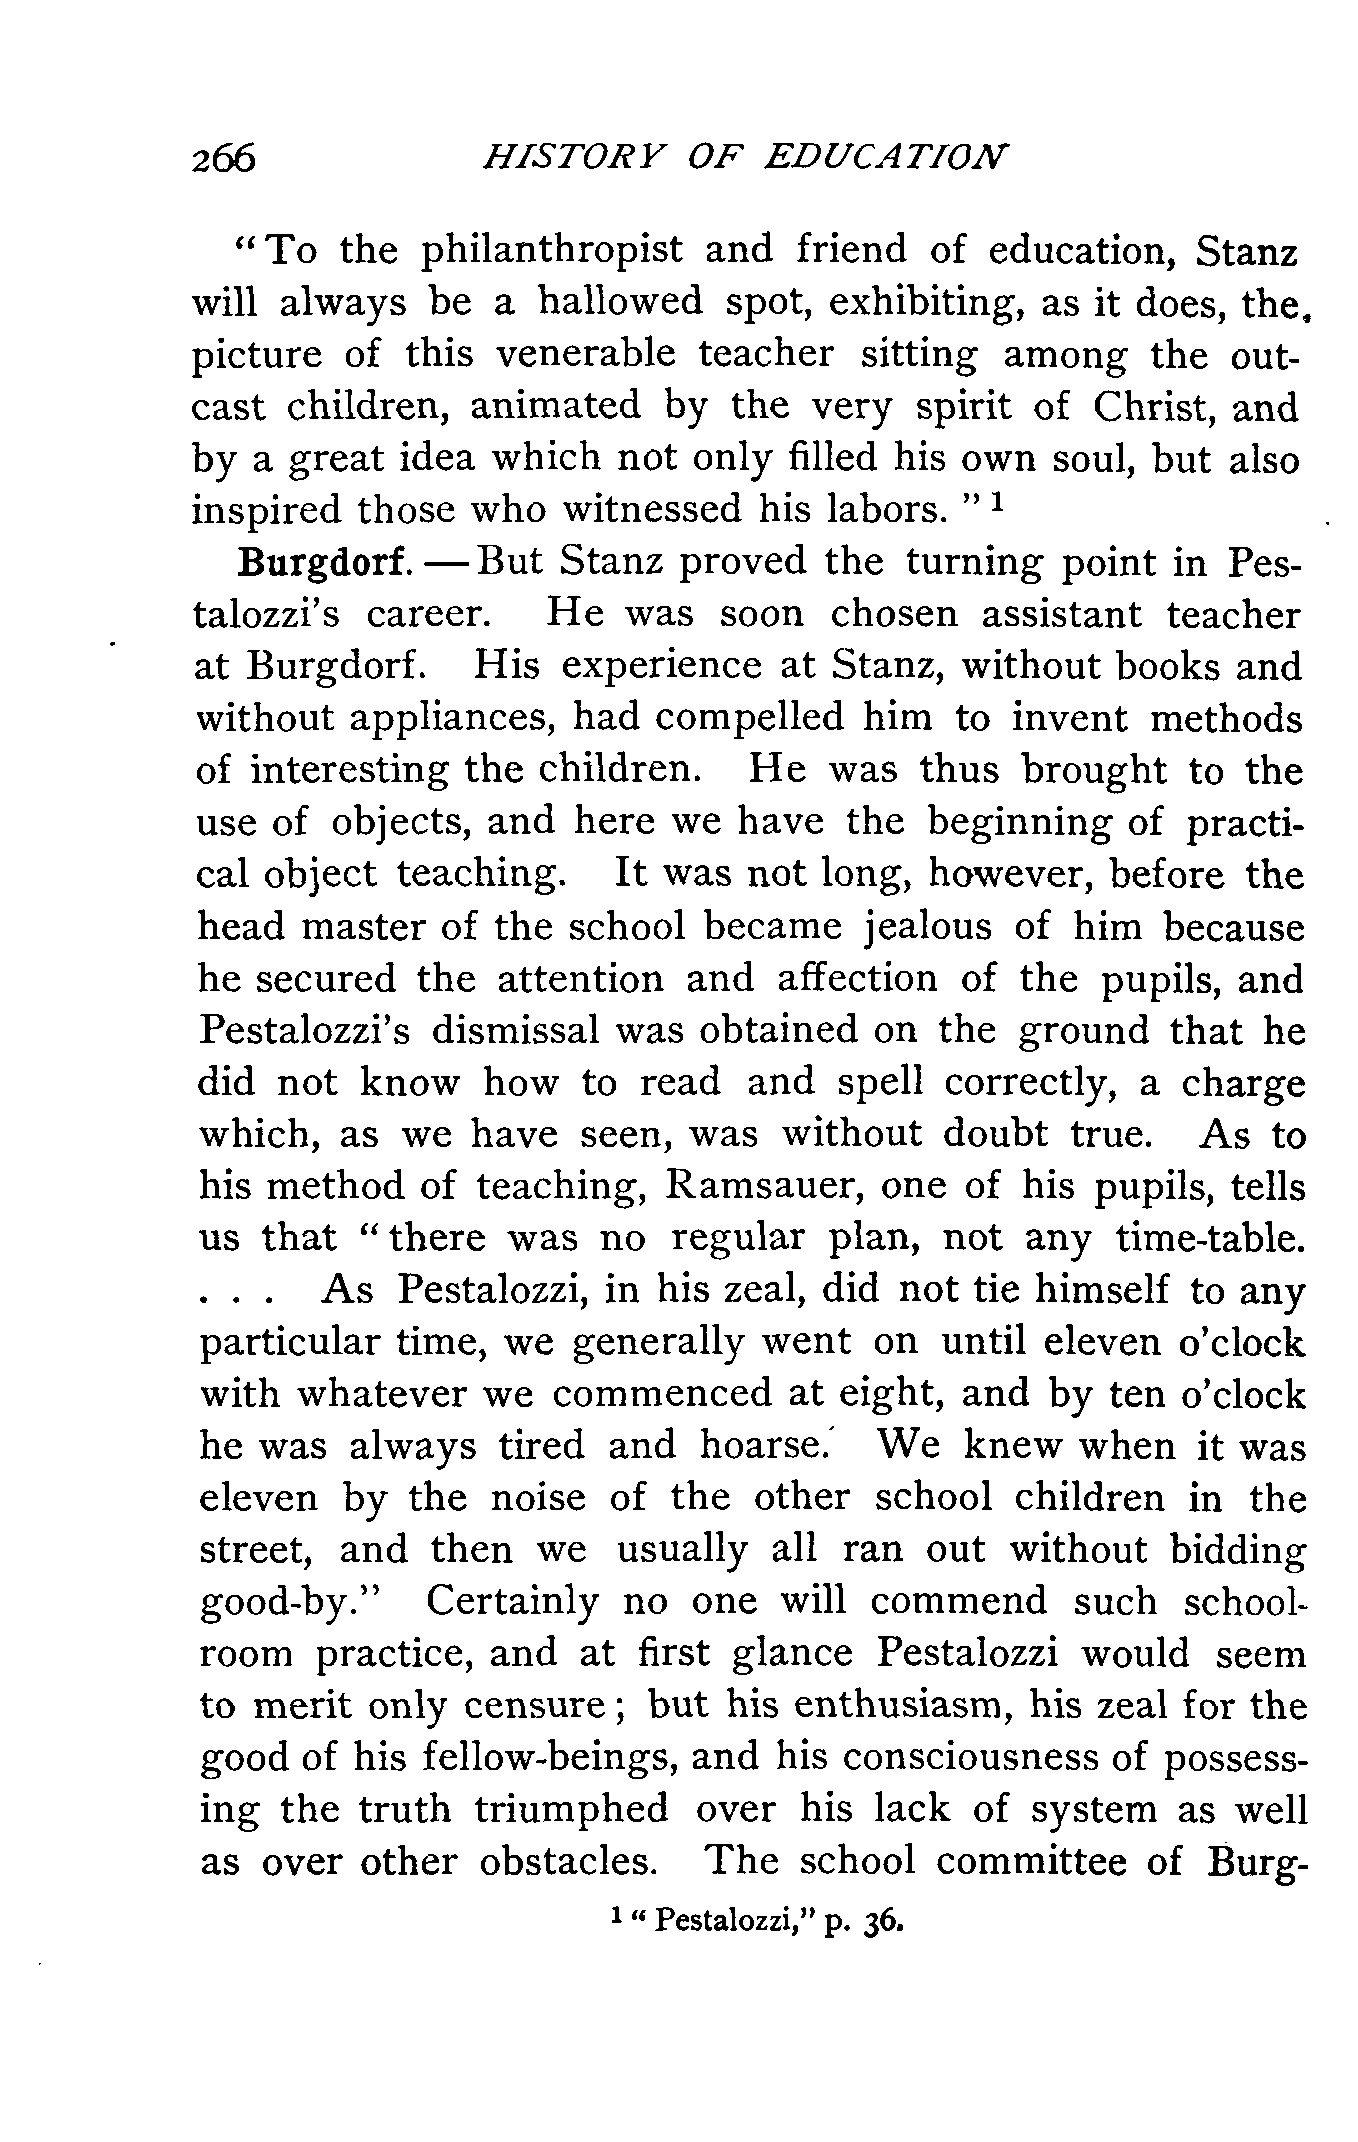 266 HISTORY OF EDUCATION
“To the philanthropist and friend of education, Stanz
will always be a hallowed spot, exhibiting, as it does, the
picture of this venerable teacher sitting among the out-
cast children, animated by the very spirit of Christ, and
by a great idea which not only filled his own soul, but also
inspired those who witnessed his labors.” 1
Burgdorf. — But Stanz proved the turning point in Pes-
talozzi's career. He was soon chosen assistant teacher
at Burgdorf. His experience at Stanz, without books and
without appliances, had compelled him to invent methods
of interesting the children. He was thus brought to the
use of objects, and here we have the beginning of practi-
cal object teaching. It was not long, however, before the
head master of the school became jealous of him because
he secured the attention and affection of the pupils, and
Pestalozzi's dismissal was obtained on the ground that he
did not know how to read and spell correctly, a charge
which, as we have seen, was without doubt true. As to
his method of teaching, Ramsauer, one of his pupils, tells
us that “there was no regular plan, not any time-table.
. . . As Pestalozzi, in his zeal, did not tie himself to any
particular time, we generally went on until eleven o'clock
with whatever we commenced at eight, and by ten o'clock
he was always tired and hoarse. We knew when it was
eleven by the noise of the other school children in the
street, and then we usually all ran out without bidding
good-by.” Certainly no one will commend such school-
room practice, and at first glance Pestalozzi would seem
to merit only censure; but his enthusiasm, his zeal for the
good of his fellow-beings, and his consciousness of possess-
ing the truth triumphed over his lack of system as well
as over other obstacles. The school committee of Burg-
1 “Pestalozzi,” p. 36.